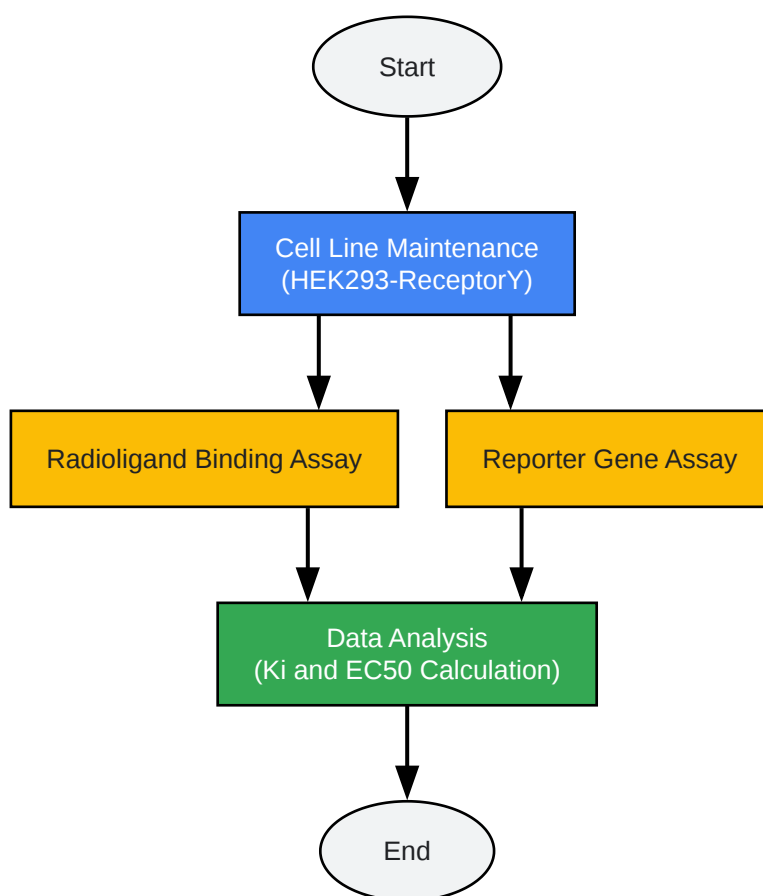 Start
Cell Line Maintenance
(HEK293-ReceptorY)
Radioligand Binding Assay
Reporter Gene Assay
Data Analysis
(Ki and EC50 Calculation)
End